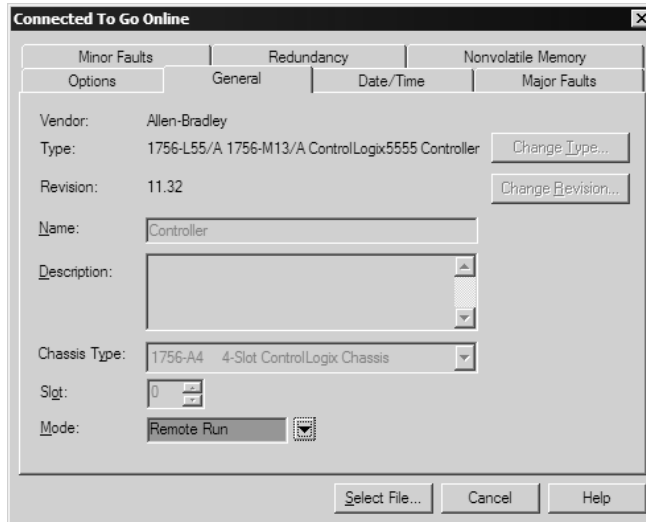 Connected To Go Online
Minor Faults Redundancy Nonvolatile Memory
Options General Date/Time Major Faults
Vendor: Allen-Bradley
Type: 1756-L55/A 1756-M13/A ControlLogix5555 Controller Change Type...
Revision: 11.32 Change Revision...
Name: Controller
Description:
Chassis Type: 1756-A4 4-Slot ControlLogix Chassis
Slot: 0
Mode: Remote Run
Select File... Cancel Help